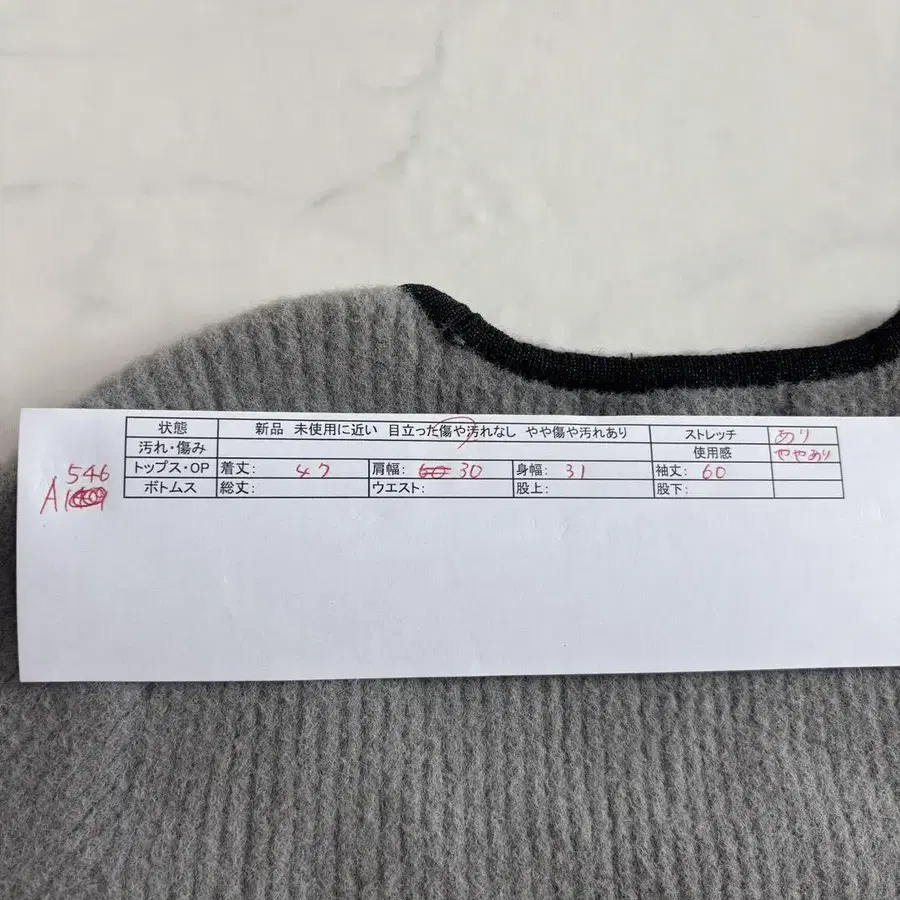 状態 新品 未使用に近い 目立った傷や汚れなし やや傷や汚れあり ストレッチ あり
汚れ・傷み 使用感 ややあり
トップス・OP 着丈: 47 肩幅: 60 30 身幅: 31 袖丈: 60
ボトムス 総丈: ウエスト: 股上: 股下:
546
A1